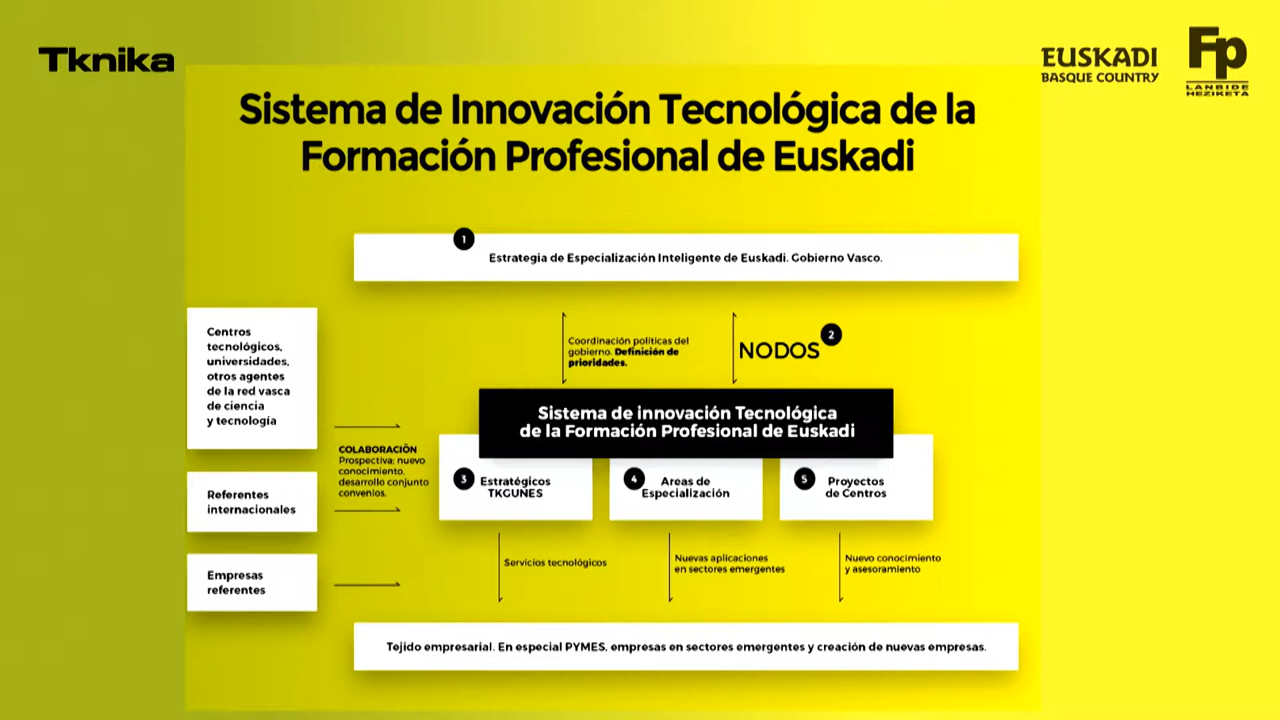 Tknika
EUSKADI
BASQUE COUNTRY
Fp
LANBIDE
HEZIKETA
Sistema de Innovación Tecnológica de la
Formación Profesional de Euskadi
1
Estrategia de Especialización Inteligente de Euskadi. Gobierno Vasco.
Centros
tecnológicos,
universidades,
otros agentes
de la red vasca
de ciencia
y tecnología
Coordinación políticas del
gobierno. Definición de
prioridades.
NODOS
2
Sistema de innovación Tecnológica
de la Formación Profesional de Euskadi
COLABORACIÓN
Prospectiva; nuevo
conocimiento,
desarrollo conjunto
convenios.
3
Estratégicos
TKGUNES
4
Areas de
Especialización
5
Proyectos
de Centros
Referentes
internacionales
Empresas
referentes
Servicios tecnológicos
Nuevas aplicaciones
en sectores emergentes
Nuevo conocimiento
y asesoramiento
Tejido empresarial. En especial PYMES, empresas en sectores emergentes y creación de nuevas empresas.